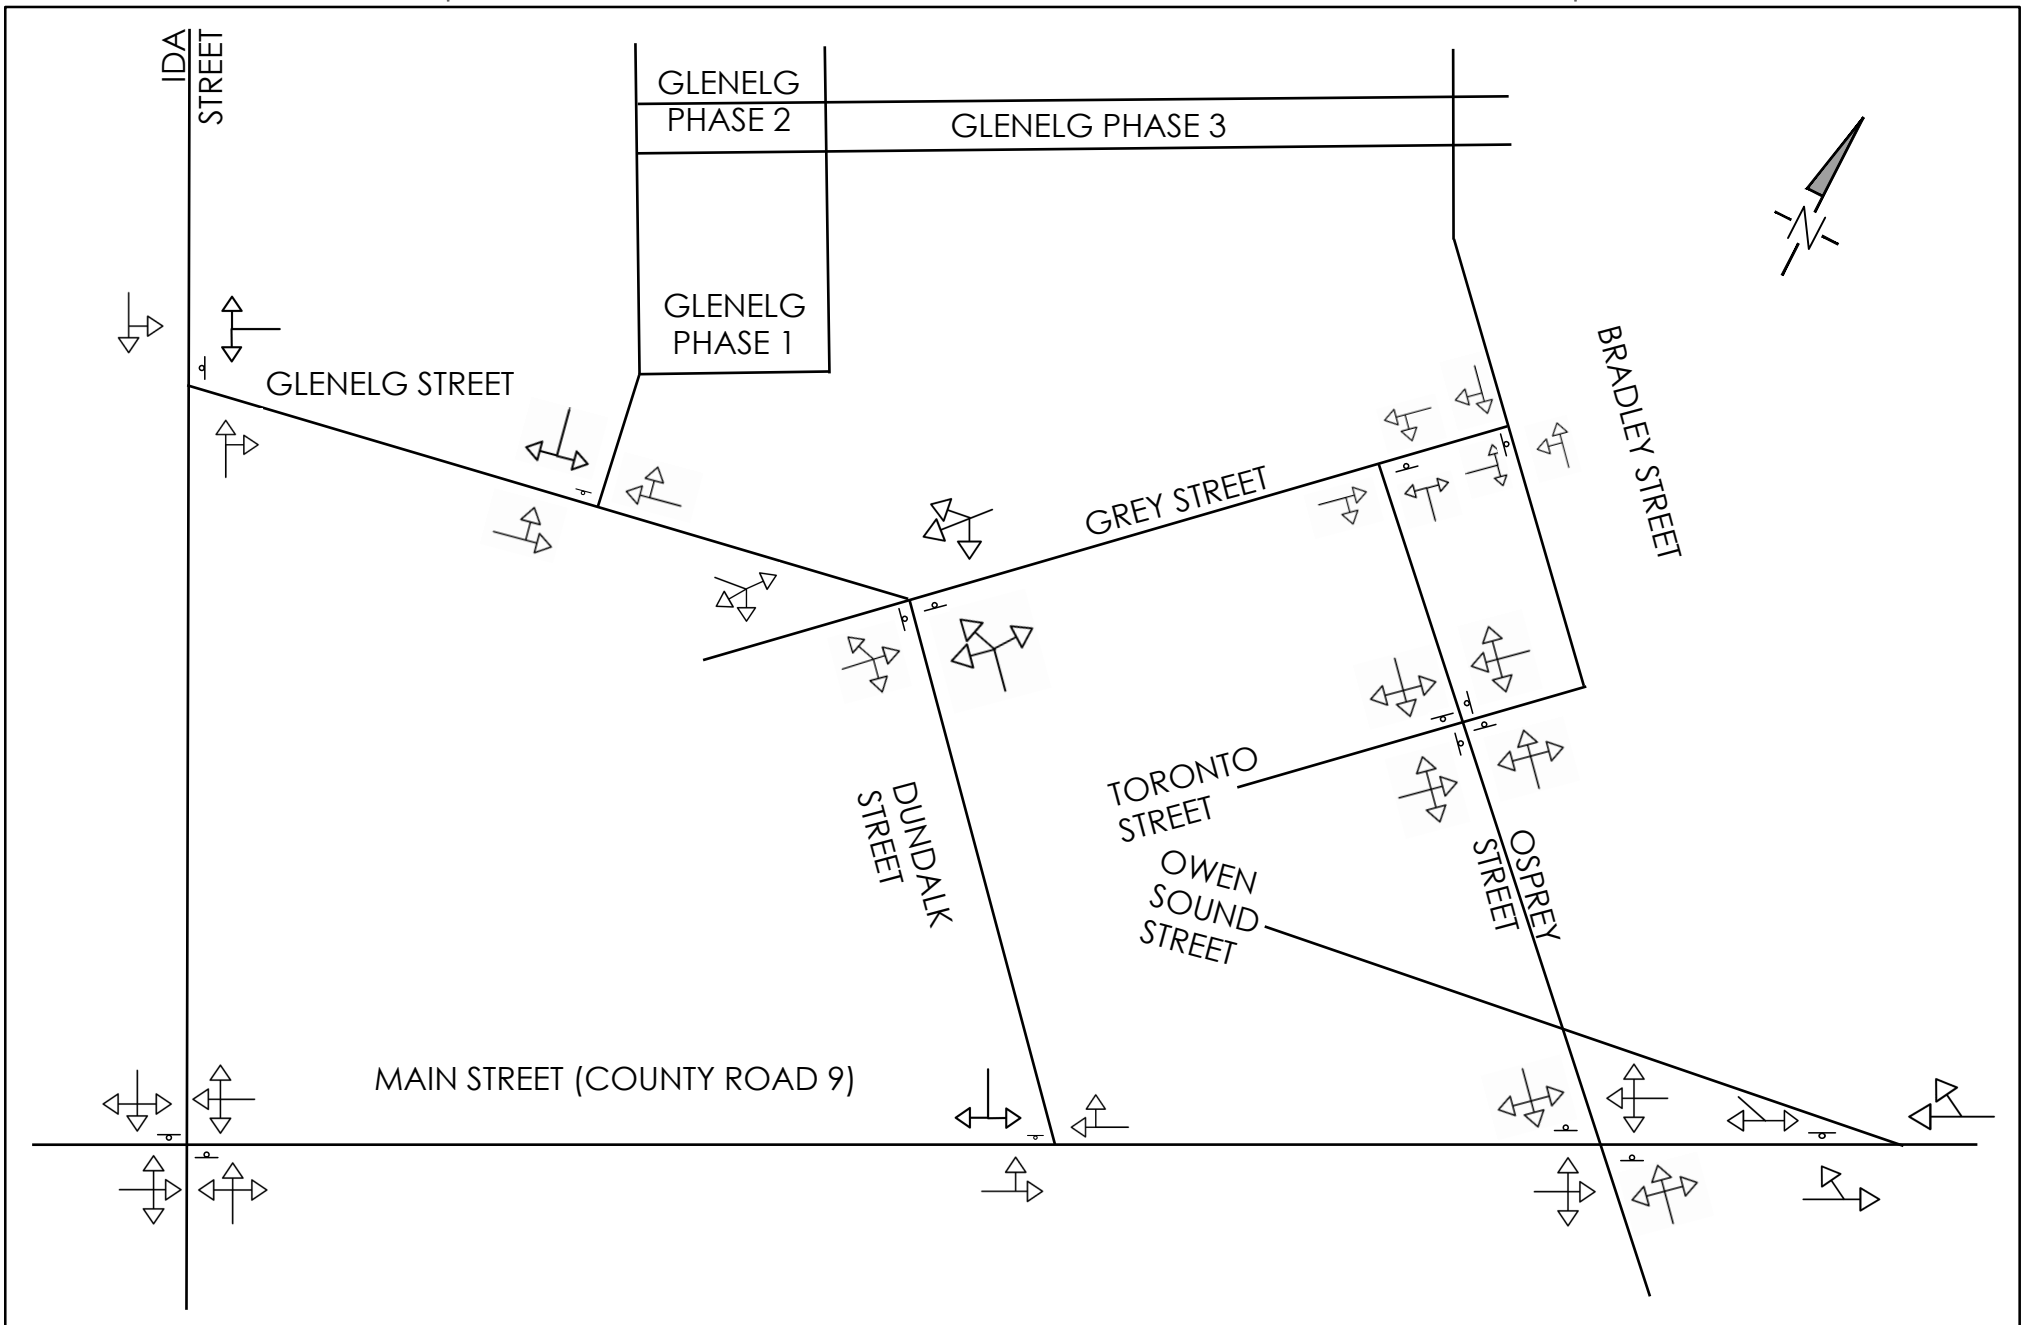 IDA
STREET
GLENELG
PHASE 2
GLENELG PHASE 3
GLENELG
PHASE 1
GLENELG STREET
BRADLEY STREET
GREY STREET
N
TORONTO
STREET
DUNDALK
STREET
OWEN
SOUND
STREET
OSPREY
STREET
MAIN STREET (COUNTY ROAD 9)